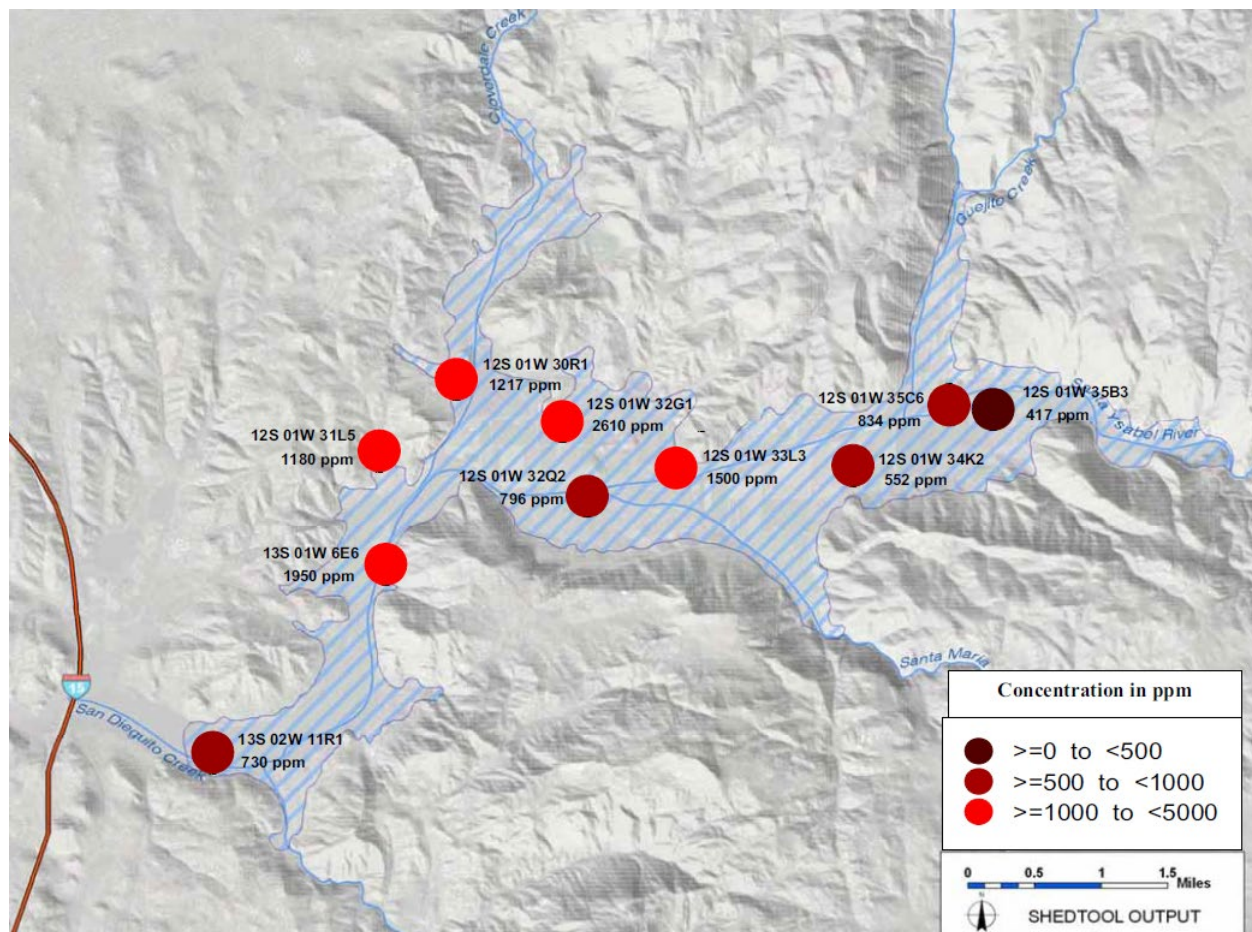 Cloverdale Creek
Guejito Creek
12S 01W 30R1
1217 ppm
12S 01W 32G1
2610 ppm
12S 01W 35C6
834 ppm
12S 01W 35B3
417 ppm
Santa Ysabel River
12S 01W 31L5
1180 ppm
12S 01W 33L3
1500 ppm
12S 01W 34K2
552 ppm
12S 01W 32Q2
796 ppm
13S 01W 6E6
1950 ppm
Santa Maria
15
San Dieguito Creek
13S 02W 11R1
730 ppm
Concentration in ppm
>=0 to <500
>=500 to <1000
>=1000 to <5000
0 0.5 1 1.5
Miles
N
SHEDTOOL OUTPUT